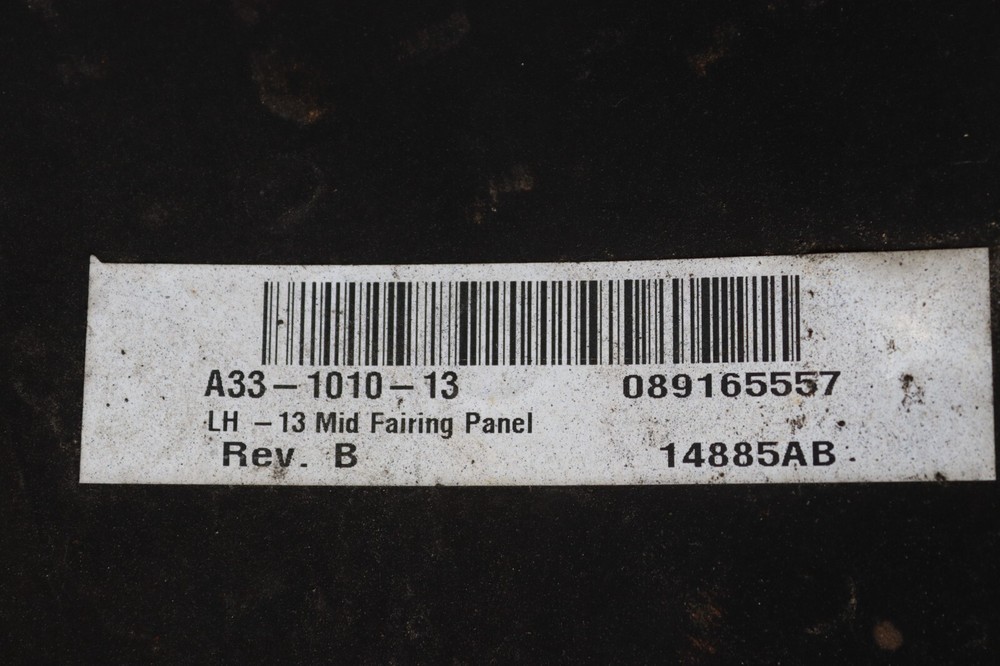 A33-1010-13 089165557
LH -13 Mid Fairing Panel
Rev. B 14885AB